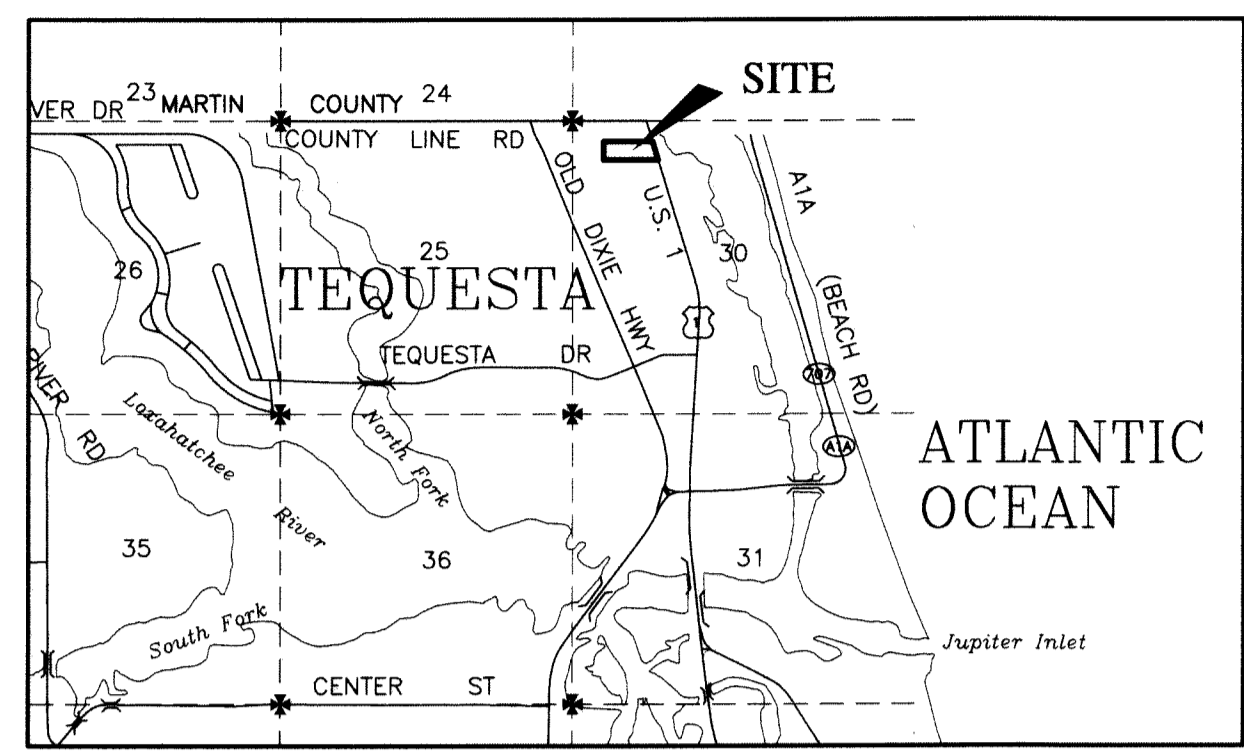 SITE
VER DR
23
MARTIN COUNTY
24
COUNTY LINE RD
OLD DIXIE HWY
U.S. 1
A1A
(BEACH RD)
30
25
26
TEQUESTA
1
TEQUESTA DR
707
A1A
RIVER RD
Loxahatchee
River
North Fork
ATLANTIC
OCEAN
35
36
31
South Fork
Jupiter Inlet
CENTER ST